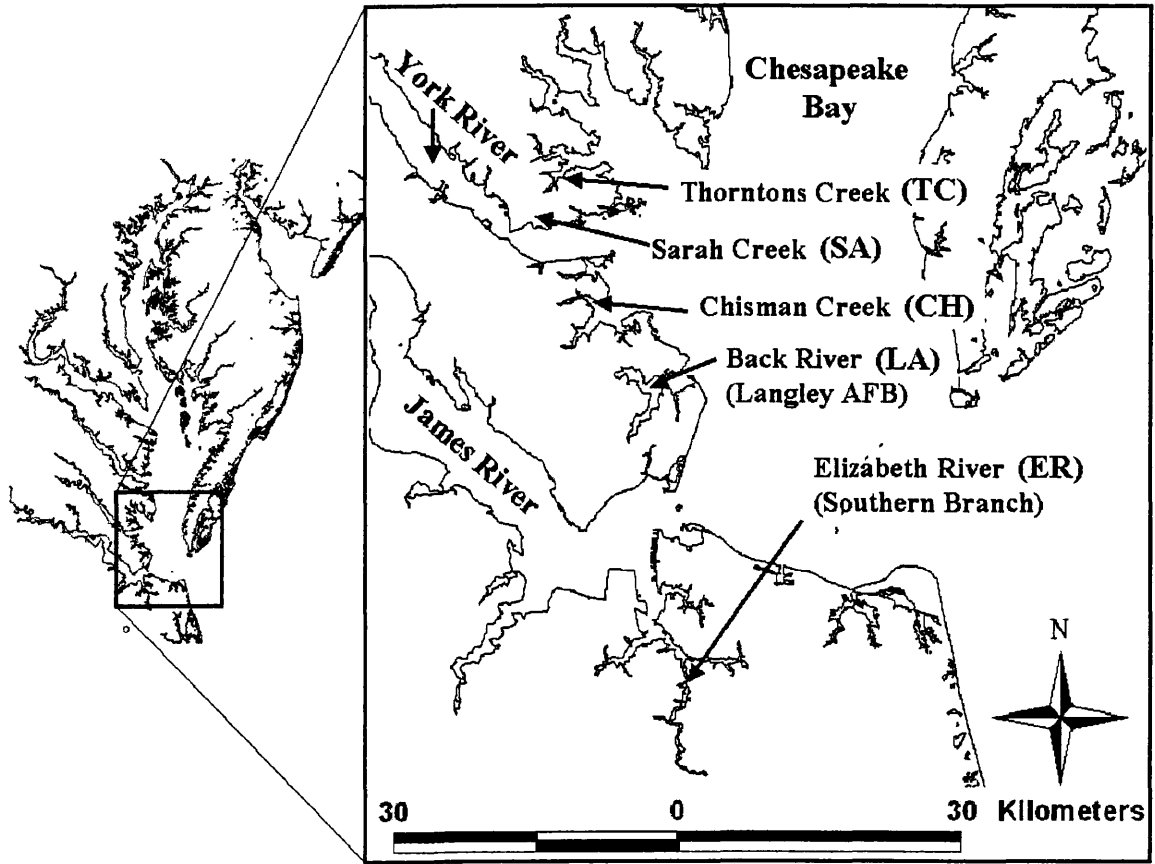 Chesapeake
Bay
York River
Thorntons Creek (TC)
Sarah Creek (SA)
Chisman Creek (CH)
Back River (LA)
(Langley AFB)
James River
Elizabeth River (ER)
(Southern Branch)
N
30 0 30 Kilometers